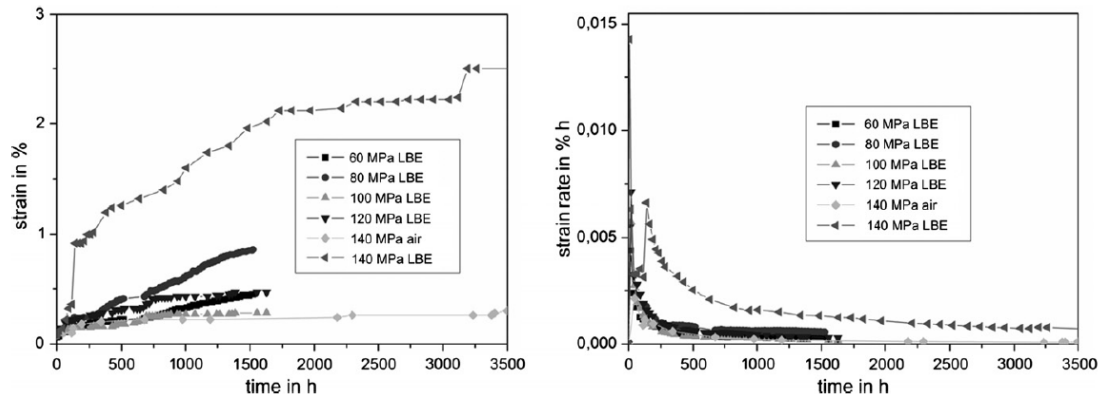 3
2
1
0
strain in %
0
500
1000
1500
2000
2500
3000
3500
time in h
60 MPa LBE
80 MPa LBE
100 MPa LBE
120 MPa LBE
140 MPa air
140 MPa LBE
0,015
0,010
0,005
0,000
strain rate in % h
0
500
1000
1500
2000
2500
3000
3500
time in h
60 MPa LBE
80 MPa LBE
100 MPa LBE
120 MPa LBE
140 MPa air
140 MPa LBE